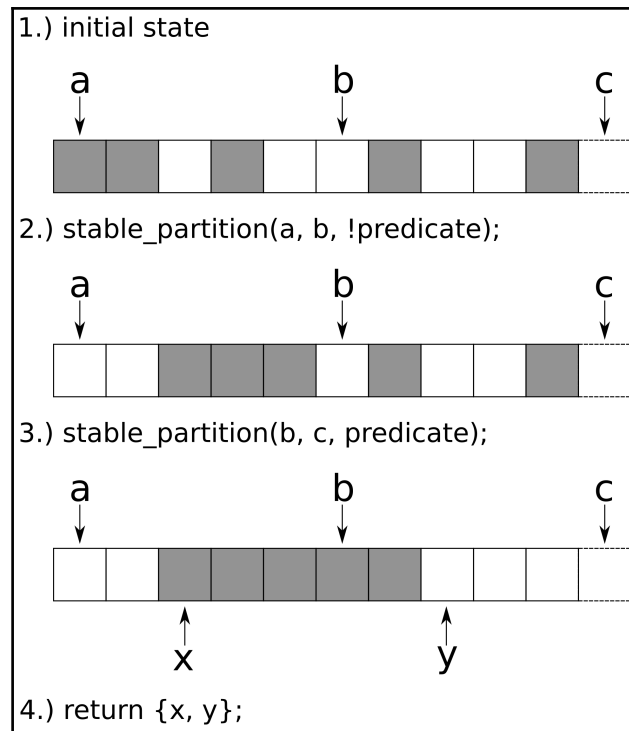 1.) initial state
a b c
2.) stable_partition(a, b, !predicate);
a b c
3.) stable_partition(b, c, predicate);
a b c
x y
4.) return {x, y};